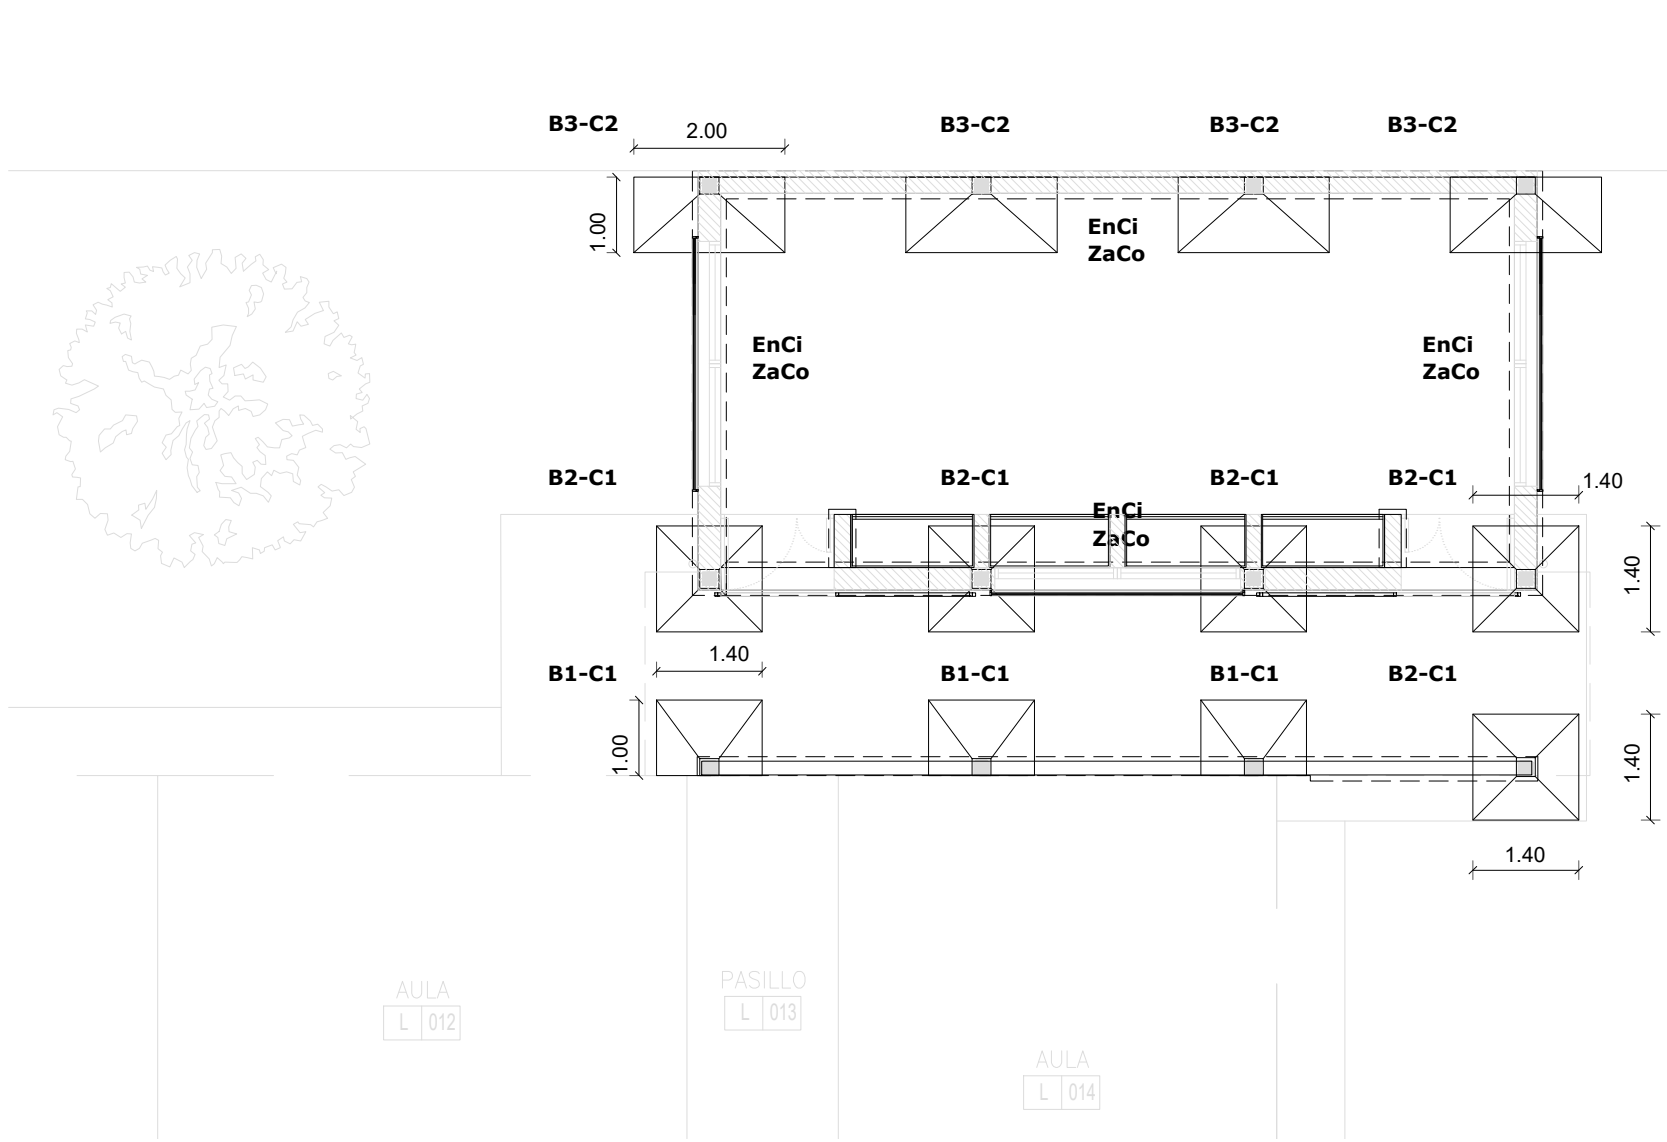 B3-C2 B3-C2 B3-C2 B3-C2
2.00
1.00
EnCi
ZaCo
EnCi
ZaCo
EnCi
ZaCo
B2-C1 B2-C1 B2-C1 B2-C1
1.40
EnCi
ZaCo
1.40
1.40
B1-C1 B1-C1 B1-C1 B2-C1
1.00
1.40
1.40
AULA
L 012
PASILLO
L 013
AULA
L 014